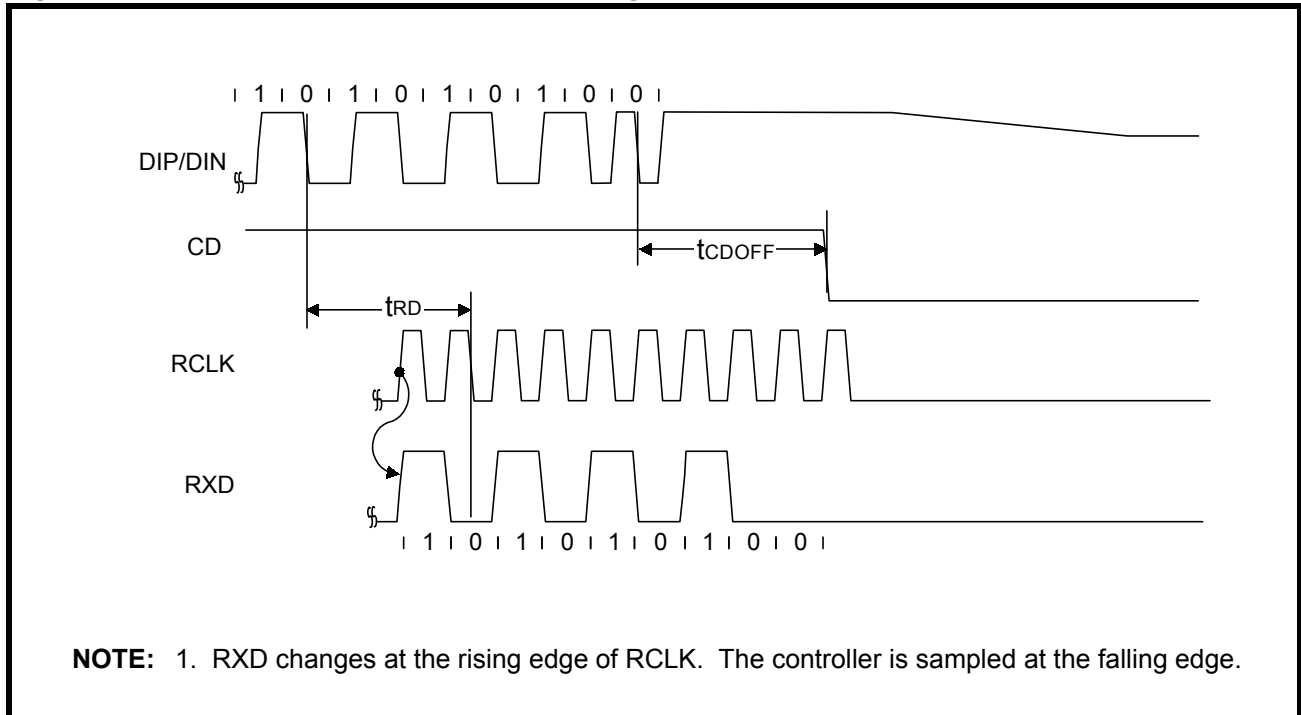 1 0 1 0 1 0 1 0 0
DIP/DIN
CD
tCDOFF
tRD
RCLK
RXD
1 0 1 0 1 0 1 0 0
NOTE: 1. RXD changes at the rising edge of RCLK. The controller is sampled at the falling edge.